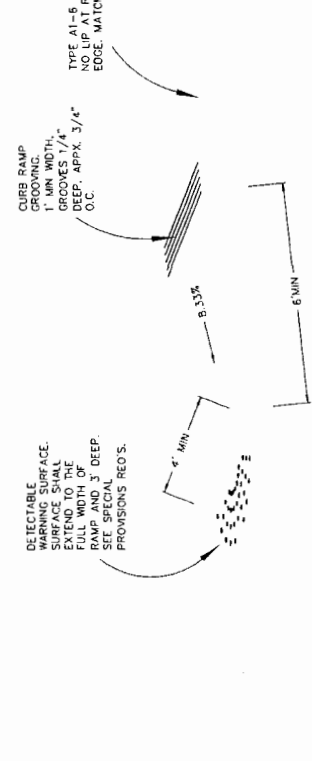 TYPE A1-6
NO LIP AT
EDGE. MATC
CURB RAMP
GROOVING.
1' MIN WIDTH,
GROOVES 1/4"
DEEP, APPX. 3/4"
O.C.
8.33%
6'MIN
4' MIN
DETECTABLE
WARNING SURFACE.
SURFACE SHALL
EXTEND TO THE
FULL WIDTH OF
RAMP AND 3' DEEP.
SEE SPECIAL
PROVISIONS REQ'S.